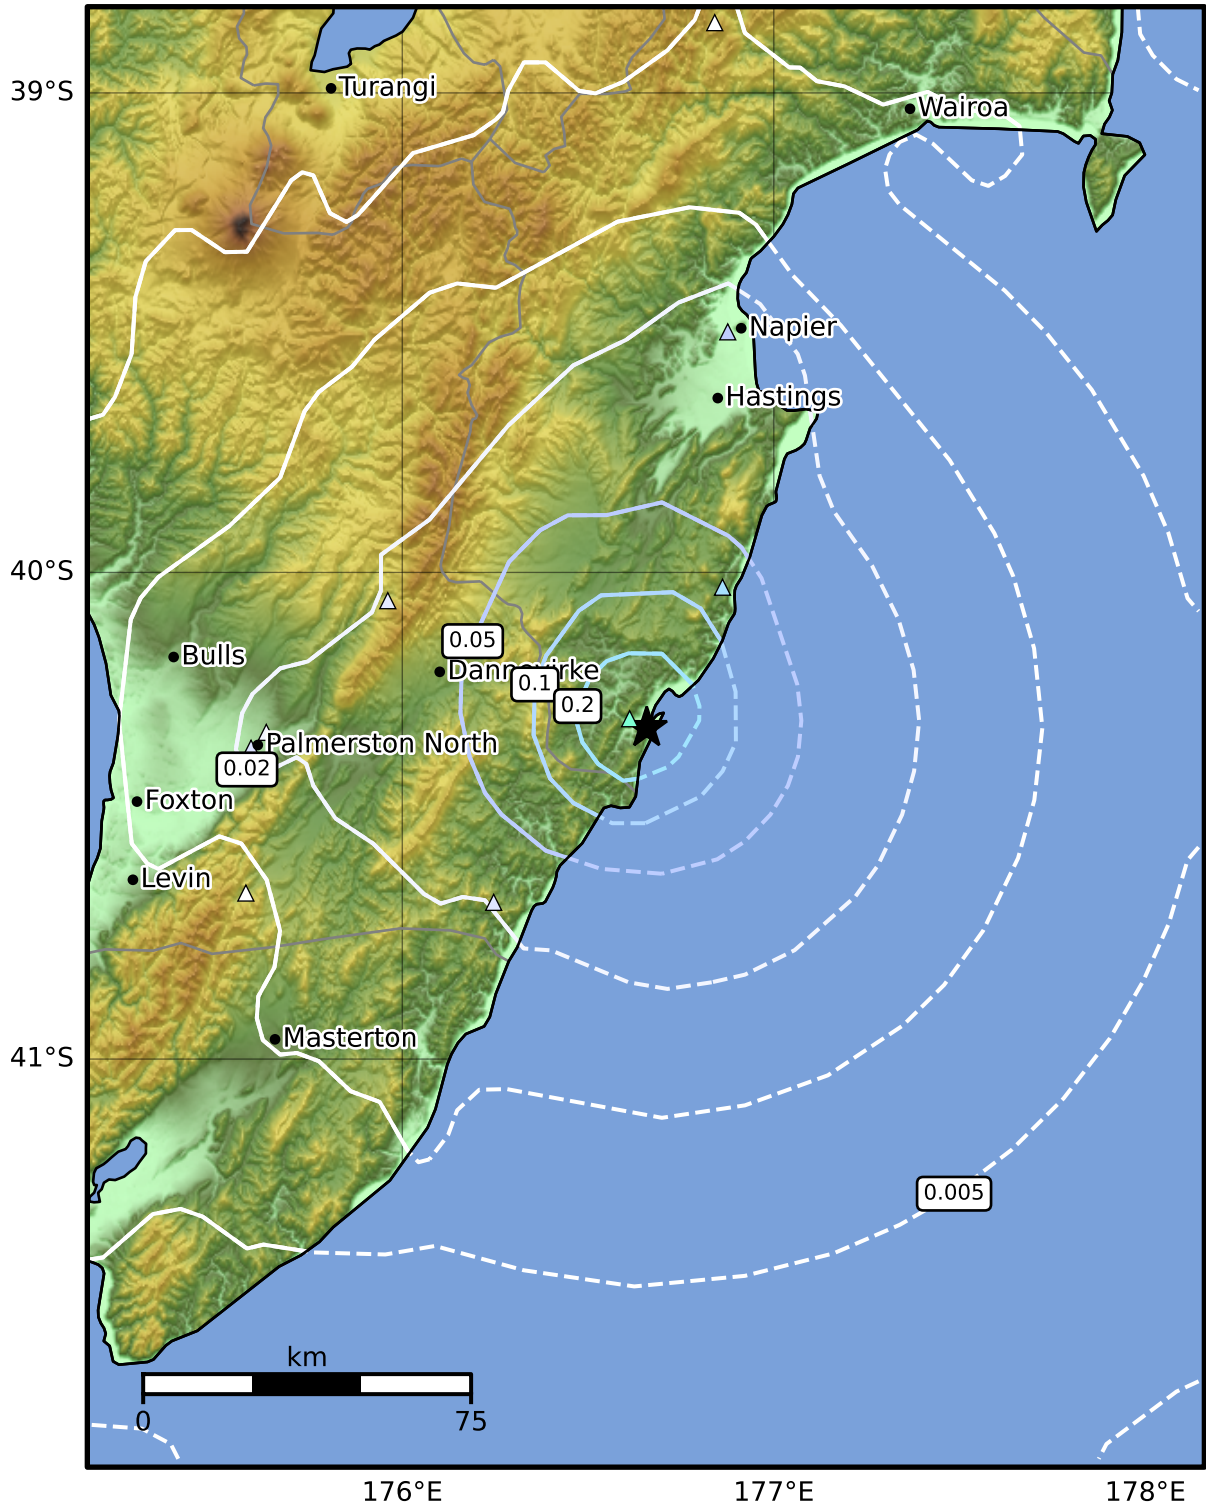 39°S
Turangi
Wairoa
Napier
Hastings
40°S
0.05
Bulls
Dannevirke
0.1
0.2
Palmerston North
0.02
Foxton
Levin
Masterton
41°S
0.005
km
0
75
176°E
177°E
178°E